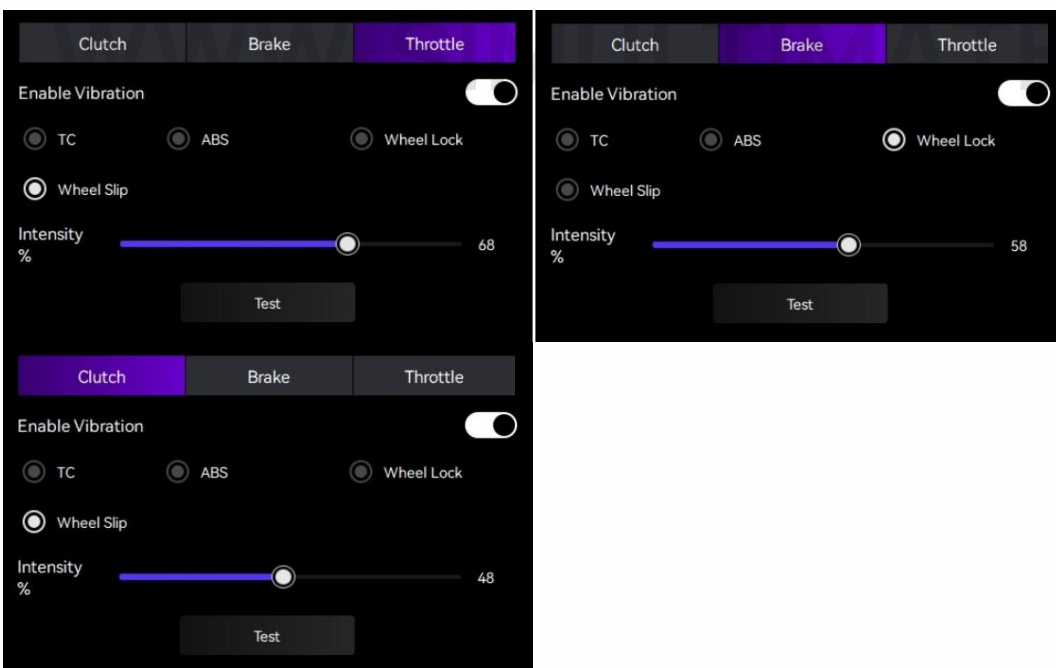 Clutch Brake Throttle
Enable Vibration
TC ABS Wheel Lock
Wheel Slip
Intensity
%
68
Test
Clutch Brake Throttle
Enable Vibration
TC ABS Wheel Lock
Wheel Slip
Intensity
%
58
Test
Clutch Brake Throttle
Enable Vibration
TC ABS Wheel Lock
Wheel Slip
Intensity
%
48
Test